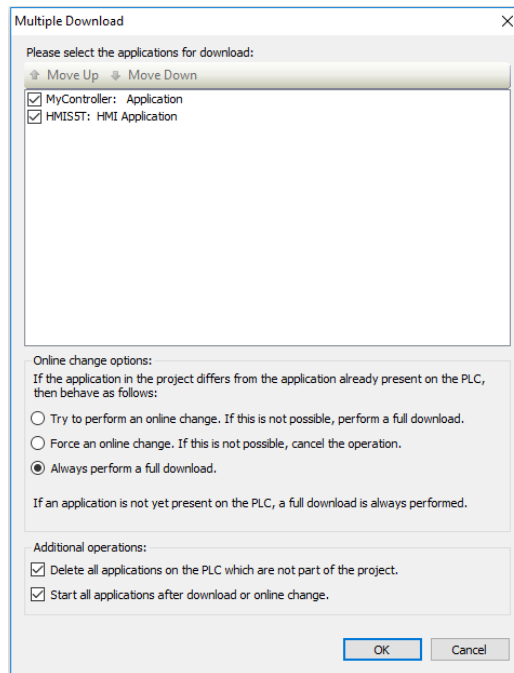 Multiple Download
Please select the applications for download:
Move Up Move Down
MyController: Application
HMIS5T: HMI Application
Online change options:
If the application in the project differs from the application already present on the PLC,
then behave as follows:
Try to perform an online change. If this is not possible, perform a full download.
Force an online change. If this is not possible, cancel the operation.
Always perform a full download.
If an application is not yet present on the PLC, a full download is always performed.
Additional operations:
Delete all applications on the PLC which are not part of the project.
Start all applications after download or online change.
OK Cancel